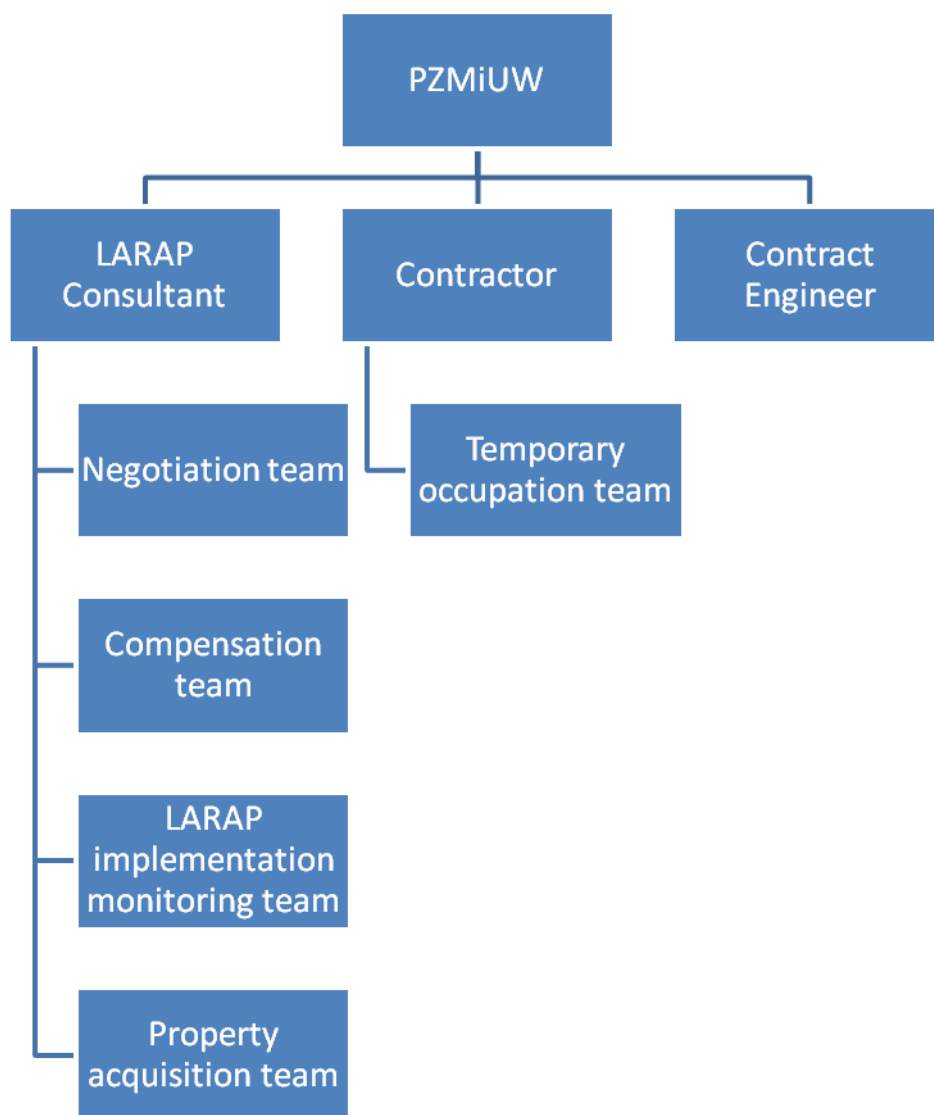 PZMiUW
LARAP
Consultant
Contractor
Contract
Engineer
Negotiation team
Temporary
occupation team
Compensation
team
LARAP
implementation
monitoring team
Property
acquisition team